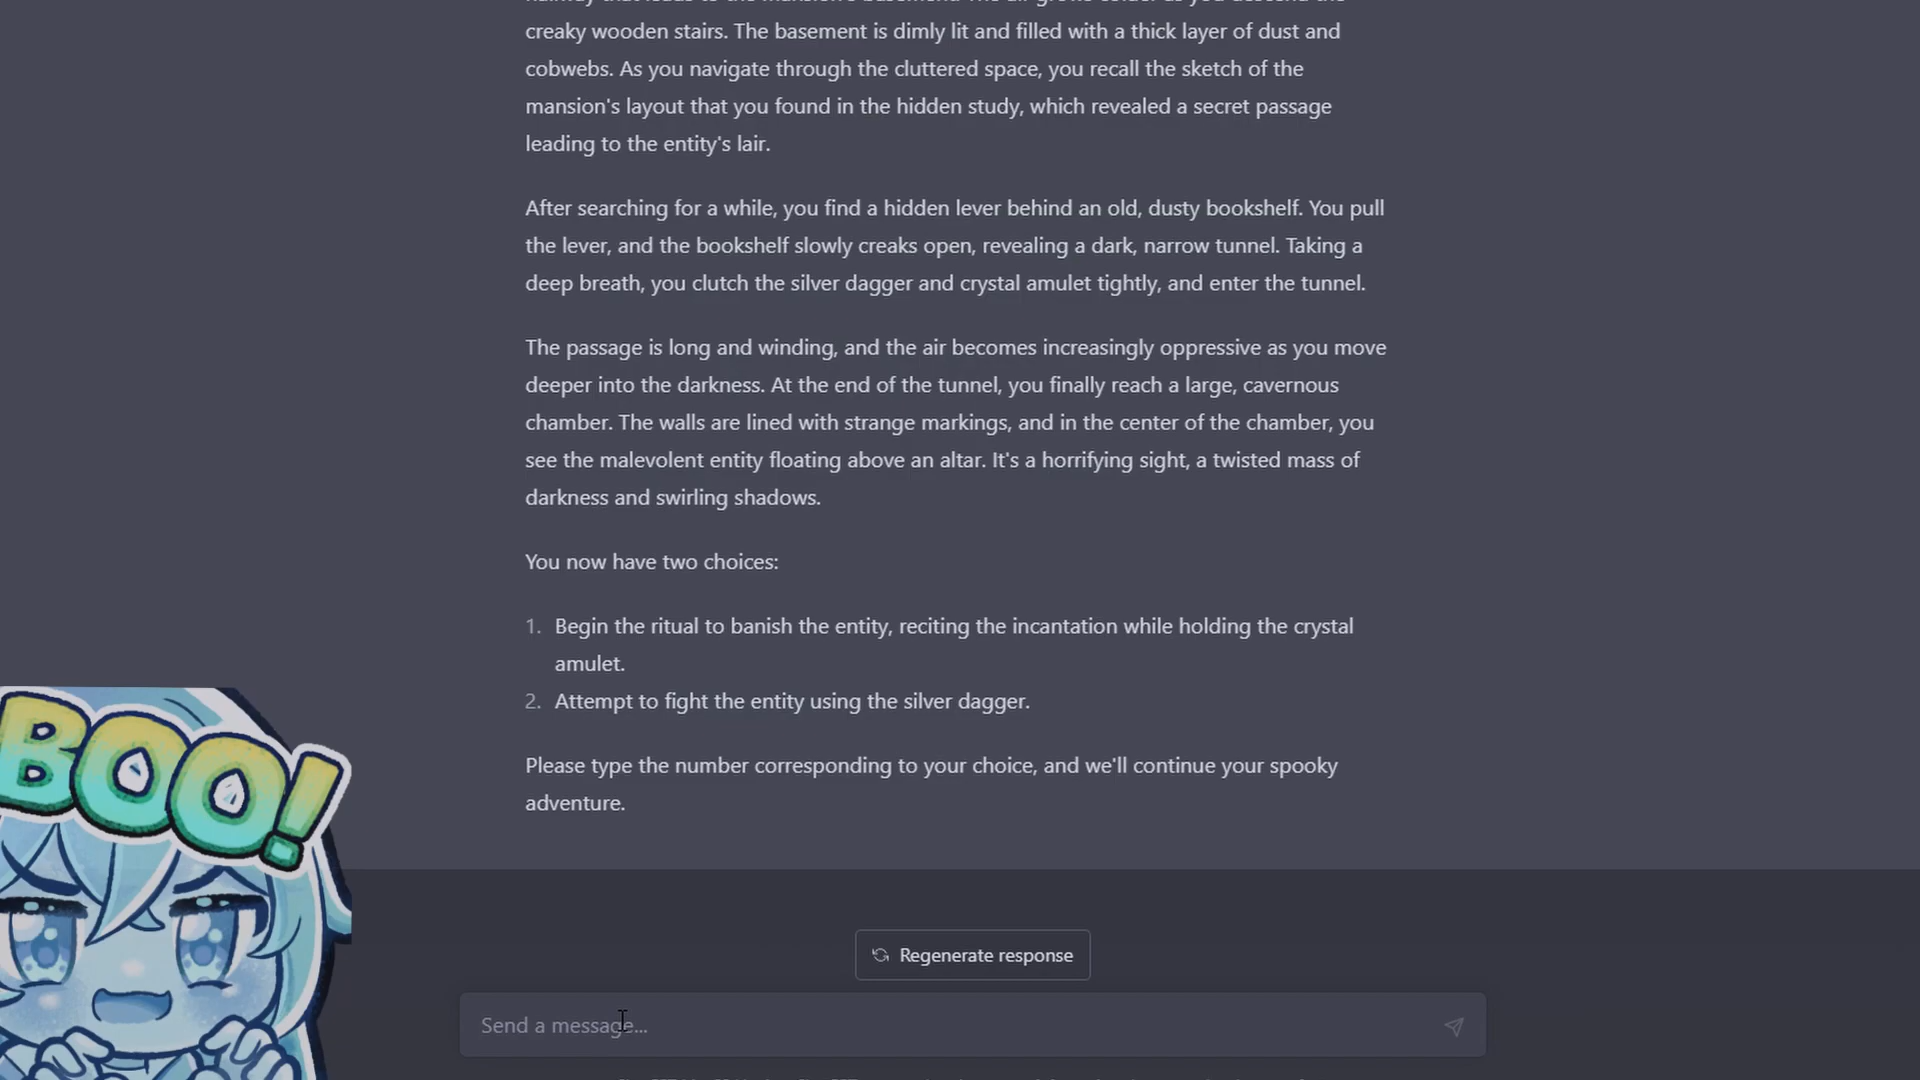 creaky wooden stairs. The basement is dimly lit and filled with a thick layer of dust and
cobwebs. As you navigate through the cluttered space, you recall the sketch of the
mansion's layout that you found in the hidden study, which revealed a secret passage
leading to the entity's lair.
After searching for a while, you find a hidden lever behind an old, dusty bookshelf. You pull
the lever, and the bookshelf slowly creaks open, revealing a dark, narrow tunnel. Taking a
deep breath, you clutch the silver dagger and crystal amulet tightly, and enter the tunnel.
The passage is long and winding, and the air becomes increasingly oppressive as you move
deeper into the darkness. At the end of the tunnel, you finally reach a large, cavernous
chamber. The walls are lined with strange markings, and in the center of the chamber, you
see the malevolent entity floating above an altar. It's a horrifying sight, a twisted mass of
darkness and swirling shadows.
You now have two choices:
1. Begin the ritual to banish the entity, reciting the incantation while holding the crystal
amulet.
2. Attempt to fight the entity using the silver dagger.
Please type the number corresponding to your choice, and we'll continue your spooky
adventure.
BOO!
Regenerate response
Send a message...